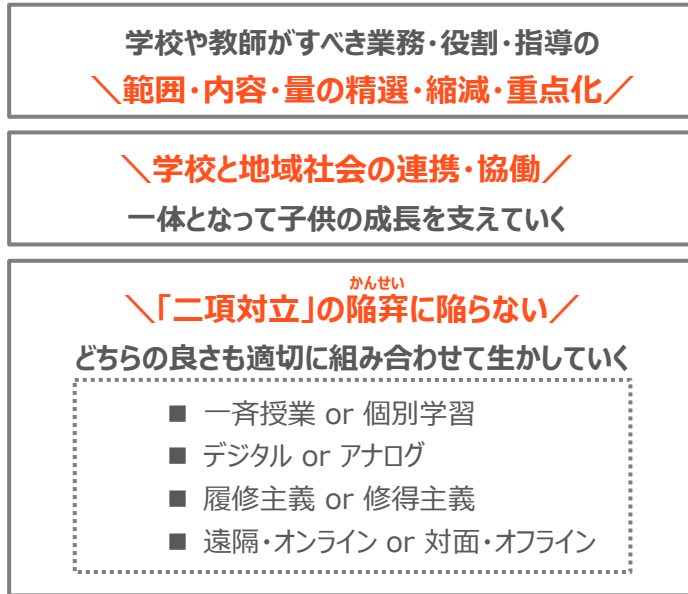 学校や教師がすべき業務・役割・指導の
＼範囲・内容・量の精選・縮減・重点化／
＼学校と地域社会の連携・協働／
一体となって子供の成長を支えていく
かんせい
＼「二項対立」の陥穽に陥らない／
どちらの良さも適切に組み合わせて生かしていく
■ 一斉授業 or 個別学習
■ デジタル or アナログ
■ 履修主義 or 修得主義
■ 遠隔・オンライン or 対面・オフライン